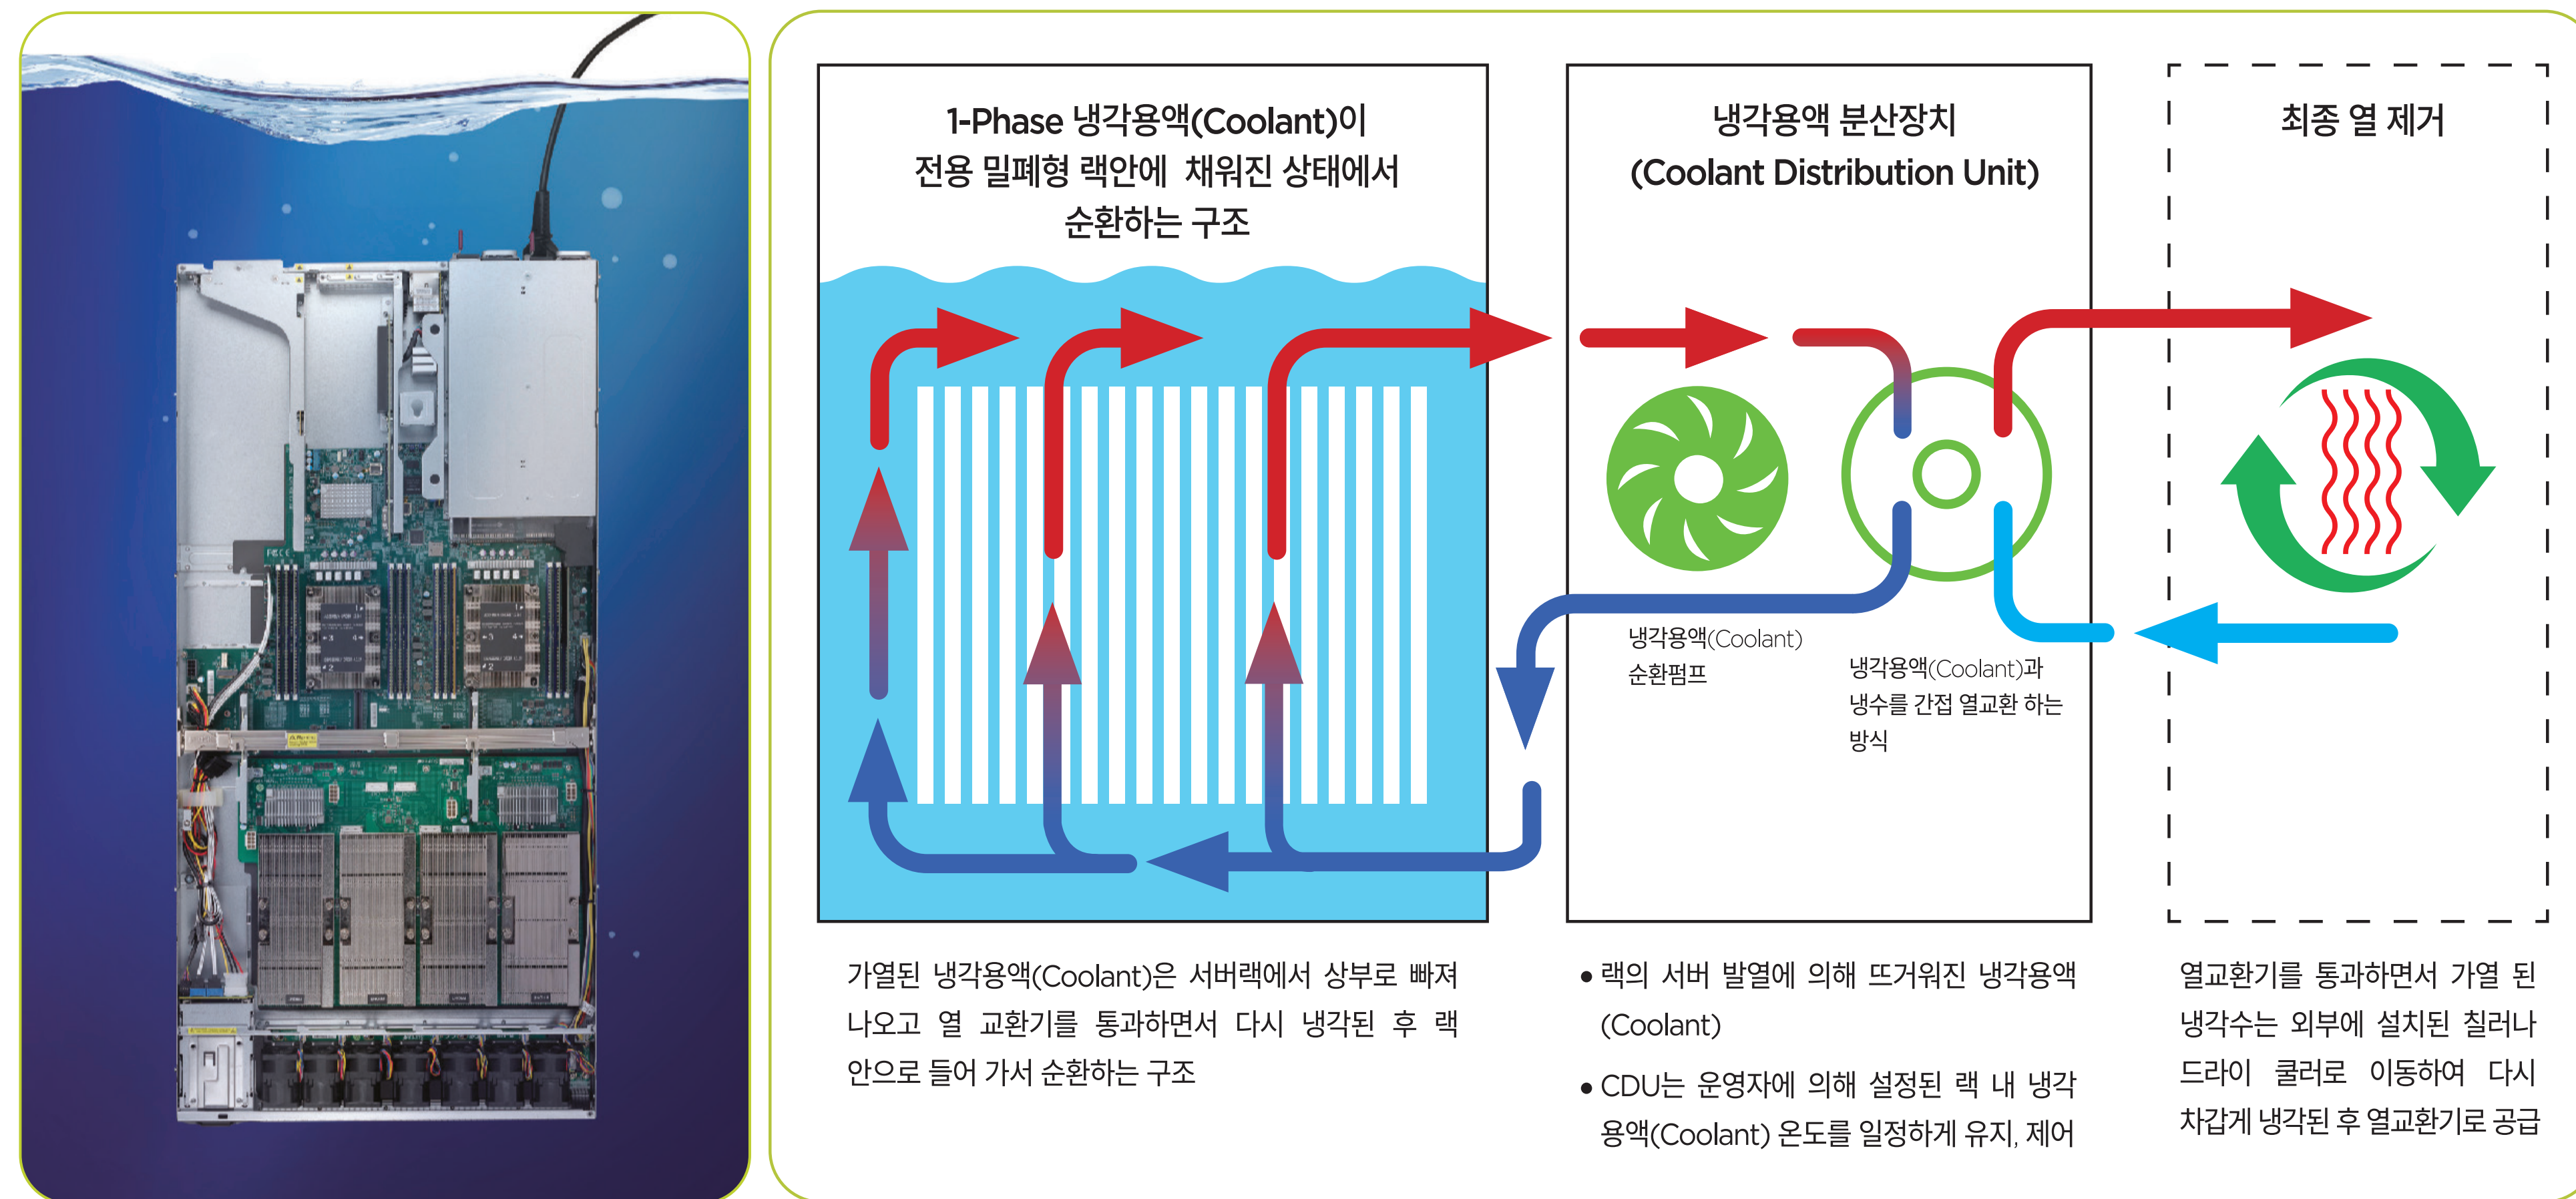 1-Phase 냉각용액(Coolant)이
전용 밀폐형 랙안에 채워진 상태에서
순환하는 구조
냉각용액 분산장치
(Coolant Distribution Unit)
최종 열 제거
냉각용액(Coolant)
순환펌프
냉각용액(Coolant)과
냉수를 간접 열교환 하는
방식
가열된 냉각용액(Coolant)은 서버랙에서 상부로 빠져
나오고 열 교환기를 통과하면서 다시 냉각된 후 랙
안으로 들어 가서 순환하는 구조
● 랙의 서버 발열에 의해 뜨거워진 냉각용액
(Coolant)
● CDU는 운영자에 의해 설정된 랙 내 냉각
용액(Coolant) 온도를 일정하게 유지, 제어
열교환기를 통과하면서 가열 된
냉각수는 외부에 설치된 칠러나
드라이 쿨러로 이동하여 다시
차갑게 냉각된 후 열교환기로 공급